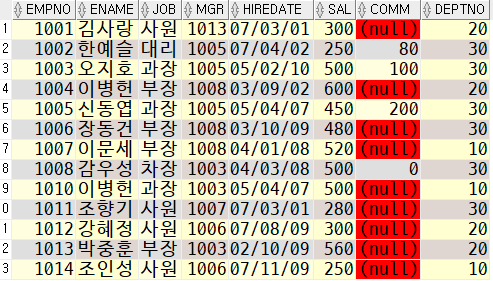 EMPNO ENAME JOB MGR HIREDATE SAL COMM DEPTNO
1 1001 김사랑 사원 1013 07/03/01 300 (null) 20
2 1002 한예슬 대리 1005 07/04/02 250 80 30
3 1003 오지호 과장 1005 05/02/10 500 100 30
4 1004 이병헌 부장 1008 03/09/02 600 (null) 20
5 1005 신동엽 과장 1005 05/04/07 450 200 30
6 1006 장동건 부장 1008 03/10/09 480 (null) 30
7 1007 이문세 부장 1008 04/01/08 520 (null) 10
8 1008 감우성 차장 1003 04/03/08 500 0 30
9 1010 이병헌 과장 1003 05/04/07 500 (null) 10
0 1011 조향기 사원 1007 07/03/01 280 (null) 30
1 1012 강혜정 사원 1006 07/08/09 300 (null) 20
2 1013 박중훈 부장 1003 02/10/09 560 (null) 20
3 1014 조인성 사원 1006 07/11/09 250 (null) 10